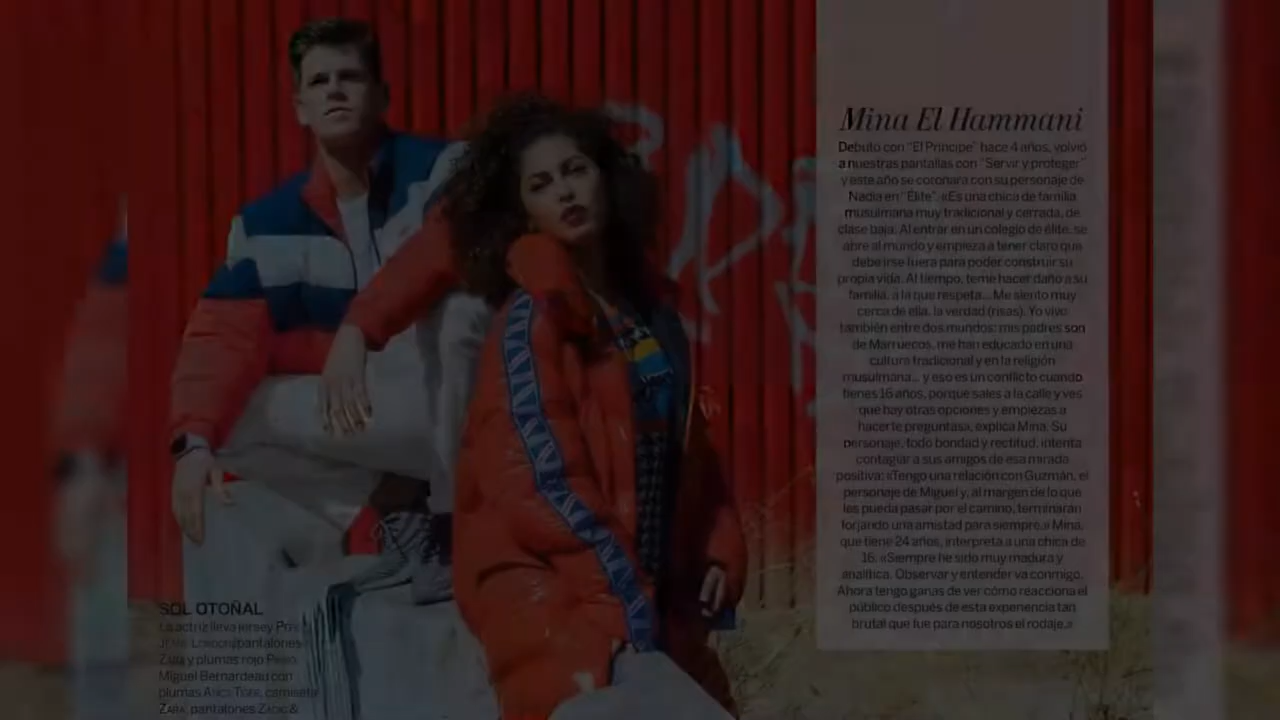 Mina El Hammani
Debutó con "El Príncipe" hace 4 años, volvió
a nuestras pantallas con "Servir y proteger"
y este año se coronará con su personaje de
Nadia en "Élite". «Es una chica de familia
musulmana muy tradicional y cerrada, de
clase baja. Al entrar en un colegio de élite, se
abre al mundo y empieza a tener claro que
debe irse fuera para poder construir su
propia vida. Al tiempo, teme hacer daño a su
familia, a la que respeta... Me siento muy
cerca de ella, la verdad (risas). Yo vivo
también entre dos mundos: mis padres son
de Marruecos, me han educado en una
cultura tradicional y en la religión
musulmana... y eso es un conflicto cuando
tienes 16 años, porque sales a la calle y ves
que hay otras opciones y empiezas a
hacerte preguntas», explica Mina. Su
personaje, todo bondad y rectitud, intenta
contagiar a sus amigos de esa mirada
positiva: «Tengo una relación con Guzmán, el
personaje de Miguel y, al margen de lo que
les pueda pasar por el camino, terminarán
forjando una amistad para siempre.» Mina,
que tiene 24 años, interpreta a una chica de
16. «Siempre he sido muy madura y
analítica. Observar y entender va conmigo.
Ahora tengo ganas de ver cómo reacciona el
público después de esta experiencia tan
brutal que fue para nosotros el rodaje.»
SOL OTOÑAL
La actriz lleva jersey
pantalones
ZARA y plumas rojo
Miguel Bernardeau con
plumas camiseta
ZARA, pantalones ZADIG &